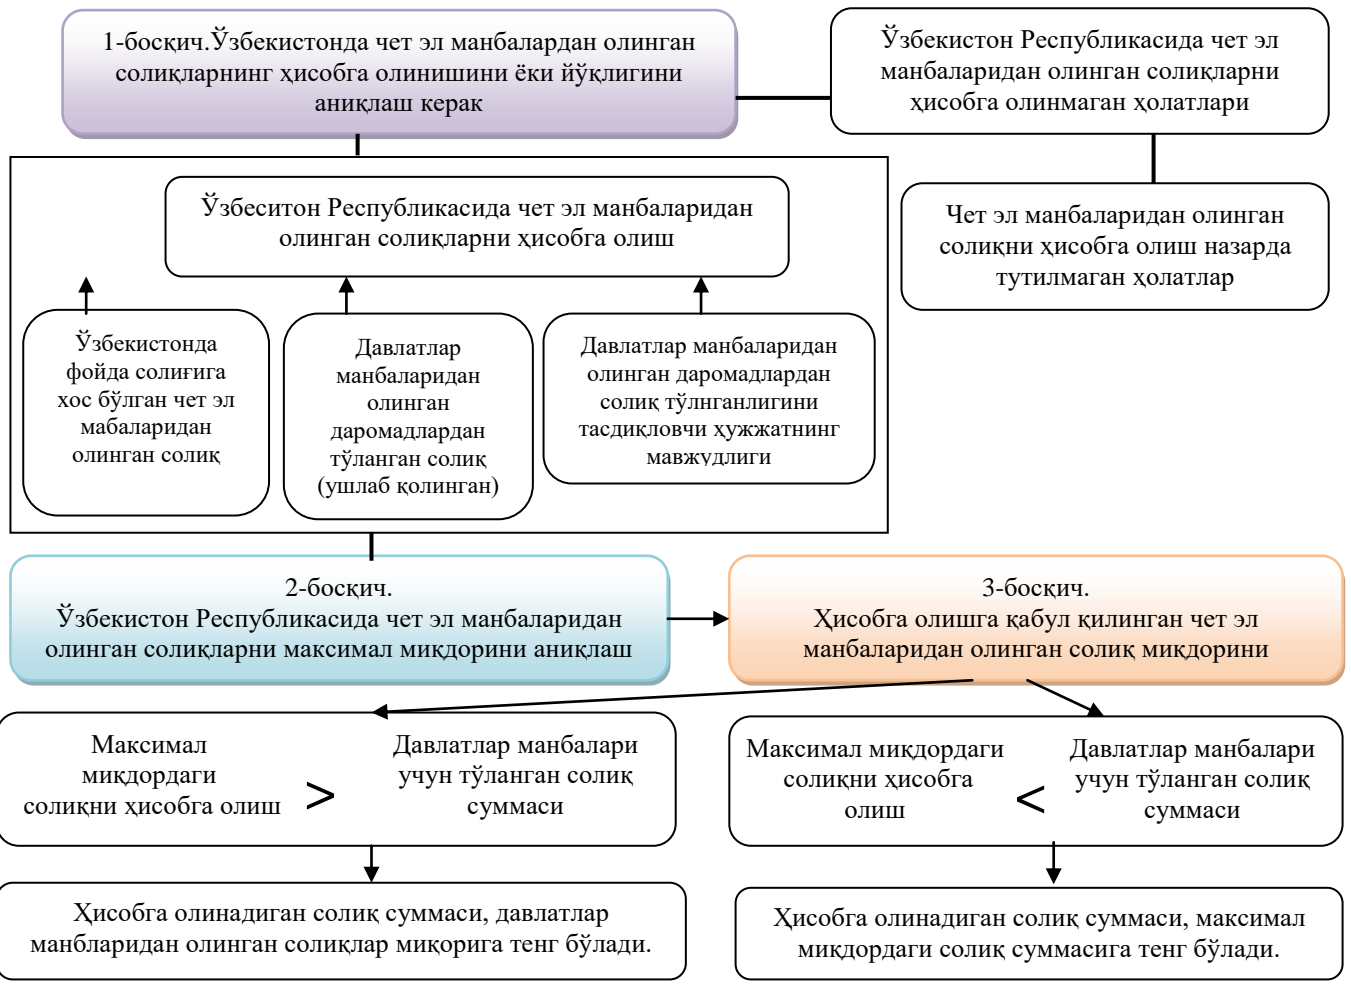 1-босқич.Ўзбекистонда чет эл манбалардан олинган
солиқларнинг ҳисобга олинишини ёки йўқлигини
аниқлаш керак
Ўзбекистон Республикасида чет эл
манбаларидан олинган солиқларни
ҳисобга олинмаган ҳолатлари
Чет эл манбаларидан олинган
солиқни ҳисобга олиш назарда
тутилмаган ҳолатлар
Ўзбеситон Республикасида чет эл манбаларидан
олинган солиқларни ҳисобга олиш
Ўзбекистонда
фойда солиғига
хос бўлган чет эл
мабаларидан
олинган солиқ
Давлатлар
манбаларидан
олинган
даромадлардан
тўланган солиқ
(ушлаб қолинган)
Давлатлар манбаларидан
олинган даромадлардан
солиқ тўлнганлигини
тасдиқловчи ҳужжатнинг
мавжудлиги
2-босқич.
Ўзбекистон Республикасида чет эл манбаларидан
олинган солиқларни максимал миқдорини аниқлаш
3-босқич.
Ҳисобга олишга қабул қилинган чет эл
манбаларидан олинган солиқ миқдорини
Максимал
миқдордаги
солиқни ҳисобга олиш
>
Давлатлар манбалари
учун тўланган солиқ
суммаси
Максимал миқдордаги
солиқни ҳисобга
олиш
<
Давлатлар манбалари
учун тўланган солиқ
суммаси
Ҳисобга олинадиган солиқ суммаси, давлатлар
манбларидан олинган солиқлар миқорига тенг бўлади.
Ҳисобга олинадиган солиқ суммаси, максимал
миқдордаги солиқ суммасига тенг бўлади.